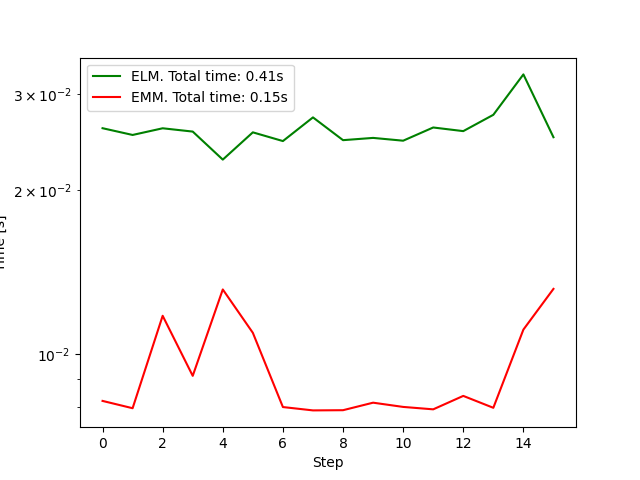 ELM. Total time: 0.41s
EMM. Total time: 0.15s
3 × 10⁻²
2 × 10⁻²
10⁻²
0 2 4 6 8 10 12 14
Step